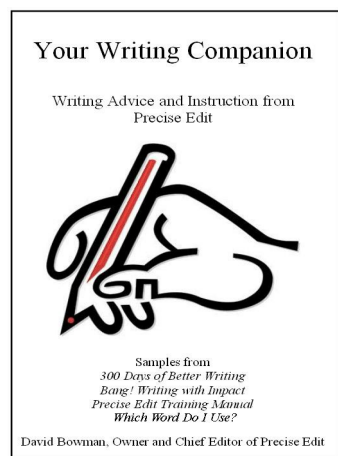 Your Writing Companion
Writing Advice and Instruction from
Precise Edit
Samples from
300 Days of Better Writing
Bang! Writing with Impact
Precise Edit Training Manual
Which Word Do I Use?
David Bowman, Owner and Chief Editor of Precise Edit